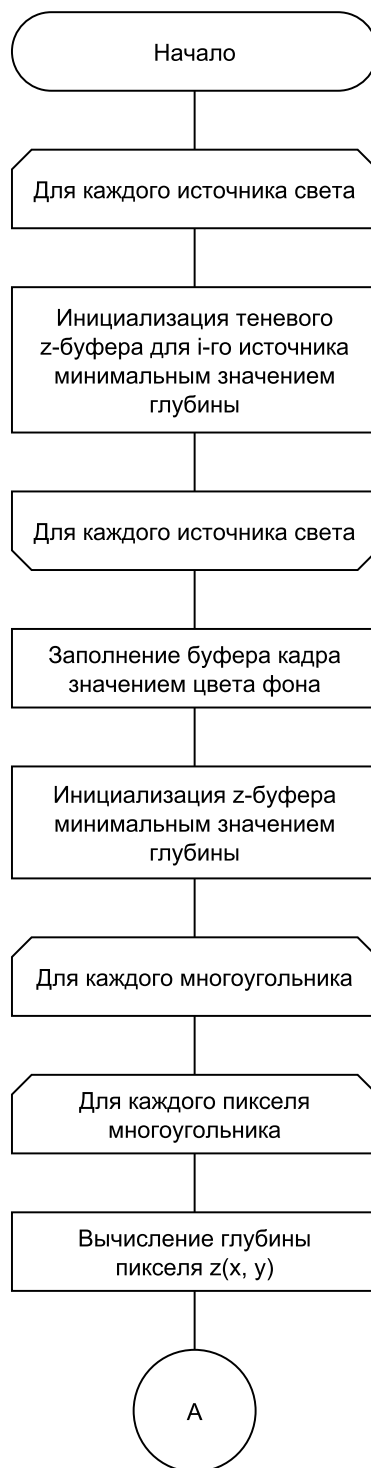 Начало
Для каждого источника света
Инициализация теневого
z-буфера для i-го источника
минимальным значением
глубины
Для каждого источника света
Заполнение буфера кадра
значением цвета фона
Инициализация z-буфера
минимальным значением
глубины
Для каждого многоугольника
Для каждого пикселя
многоугольника
Вычисление глубины
пикселя z(x, y)
А